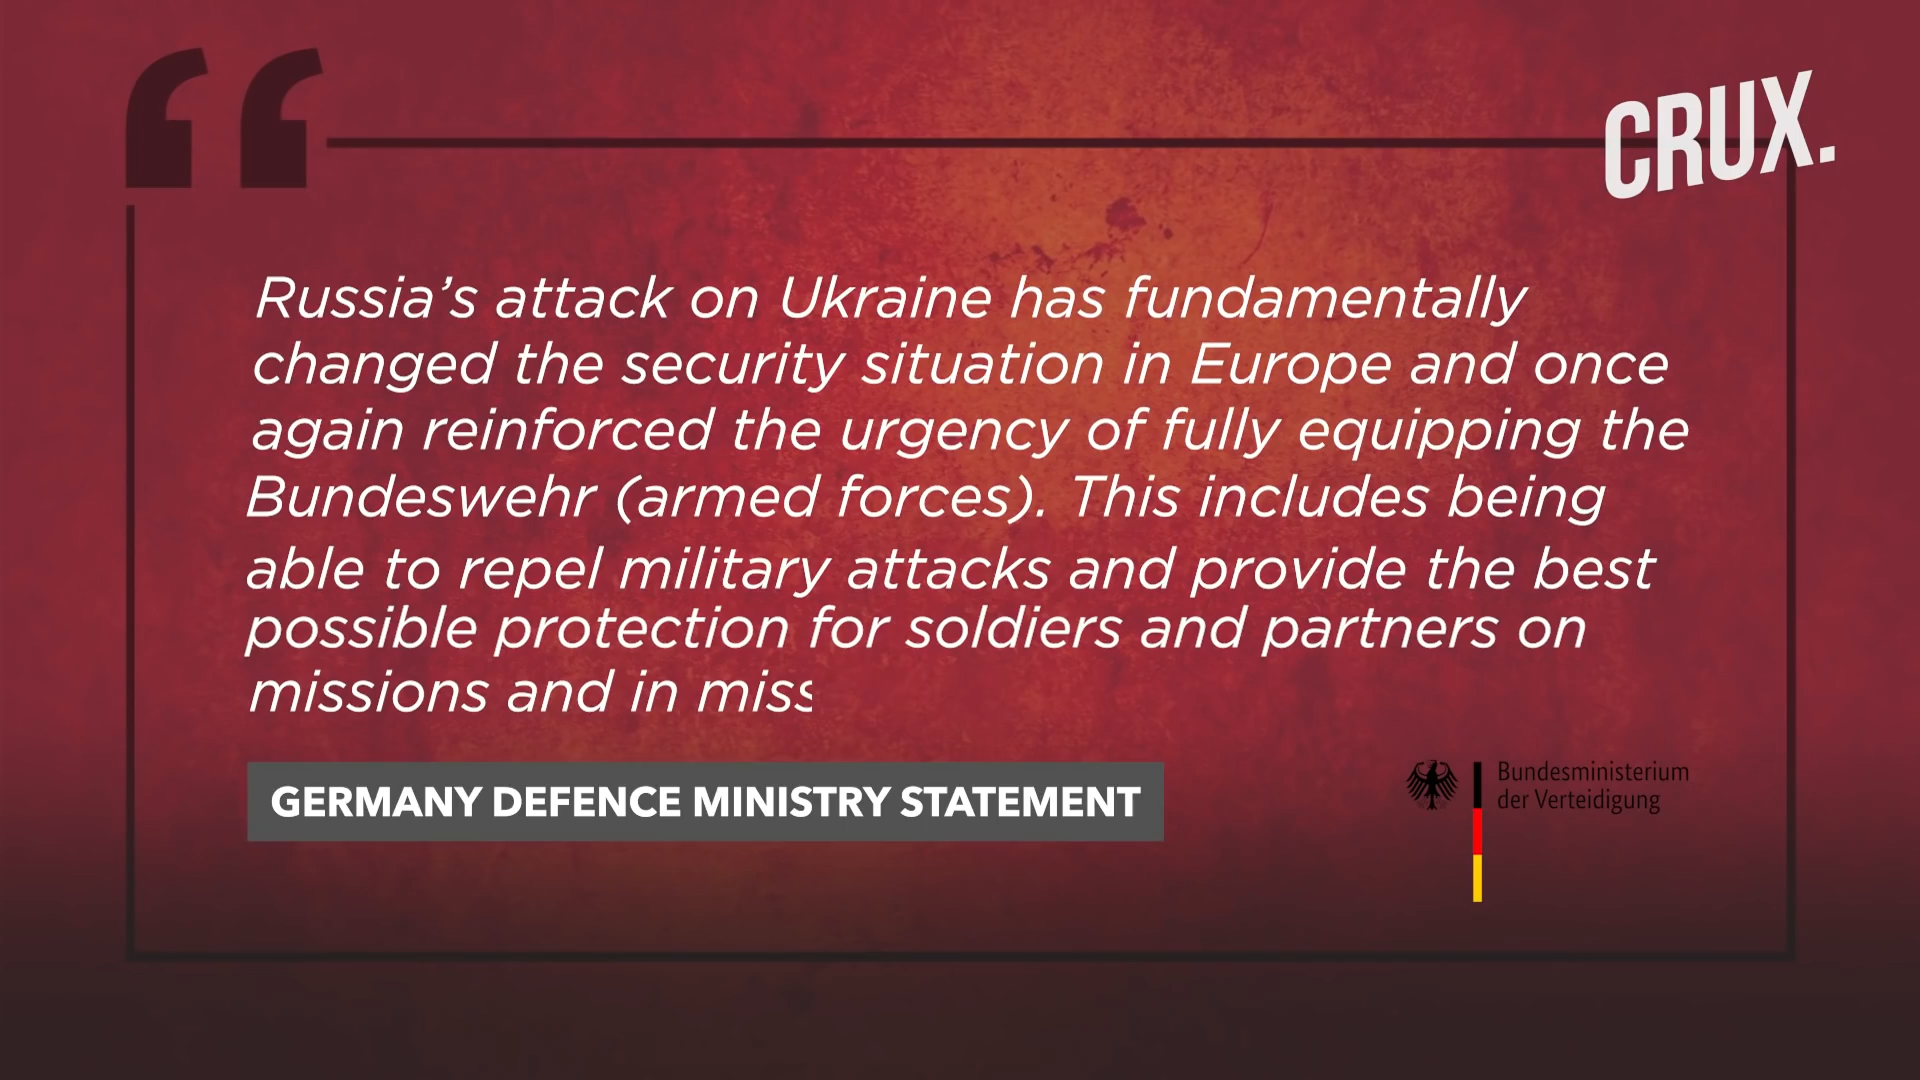 CRUX.
Russia’s attack on Ukraine has fundamentally
changed the security situation in Europe and once
again reinforced the urgency of fully equipping the
Bundeswehr (armed forces). This includes being
able to repel military attacks and provide the best
possible protection for soldiers and partners on
missions and in miss
GERMANY DEFENCE MINISTRY STATEMENT
Bundesministerium
der Verteidigung